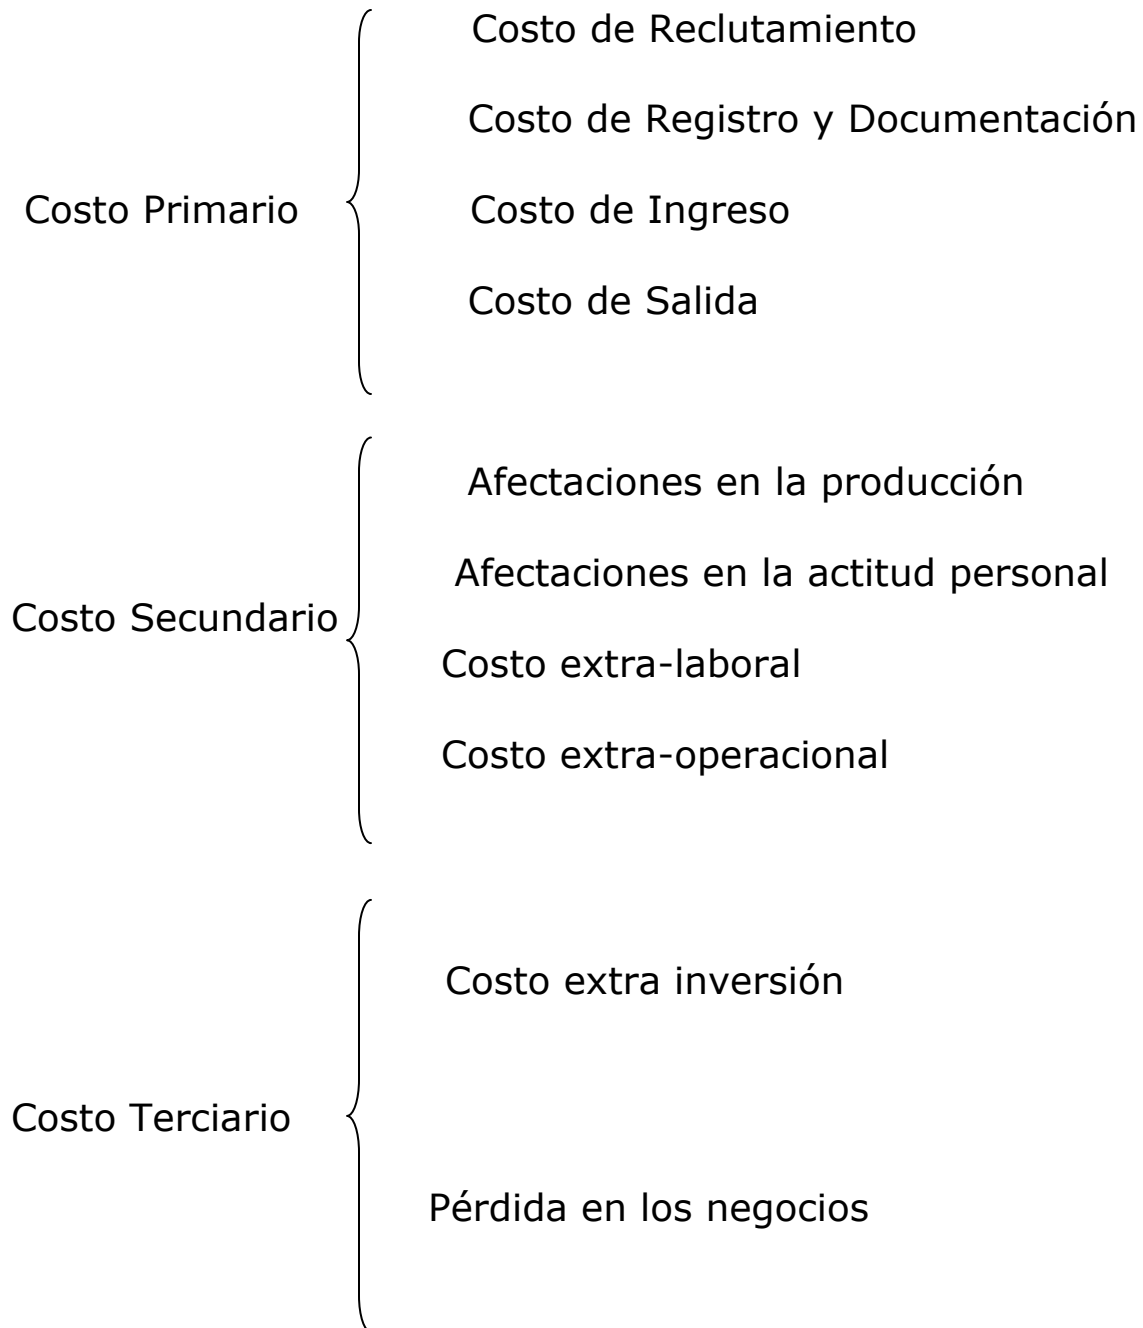 Costo de Reclutamiento
Costo de Registro y Documentación
Costo Primario
Costo de Ingreso
Costo de Salida
Afectaciones en la producción
Afectaciones en la actitud personal
Costo Secundario
Costo extra-laboral
Costo extra-operacional
Costo extra inversión
Costo Terciario
Pérdida en los negocios